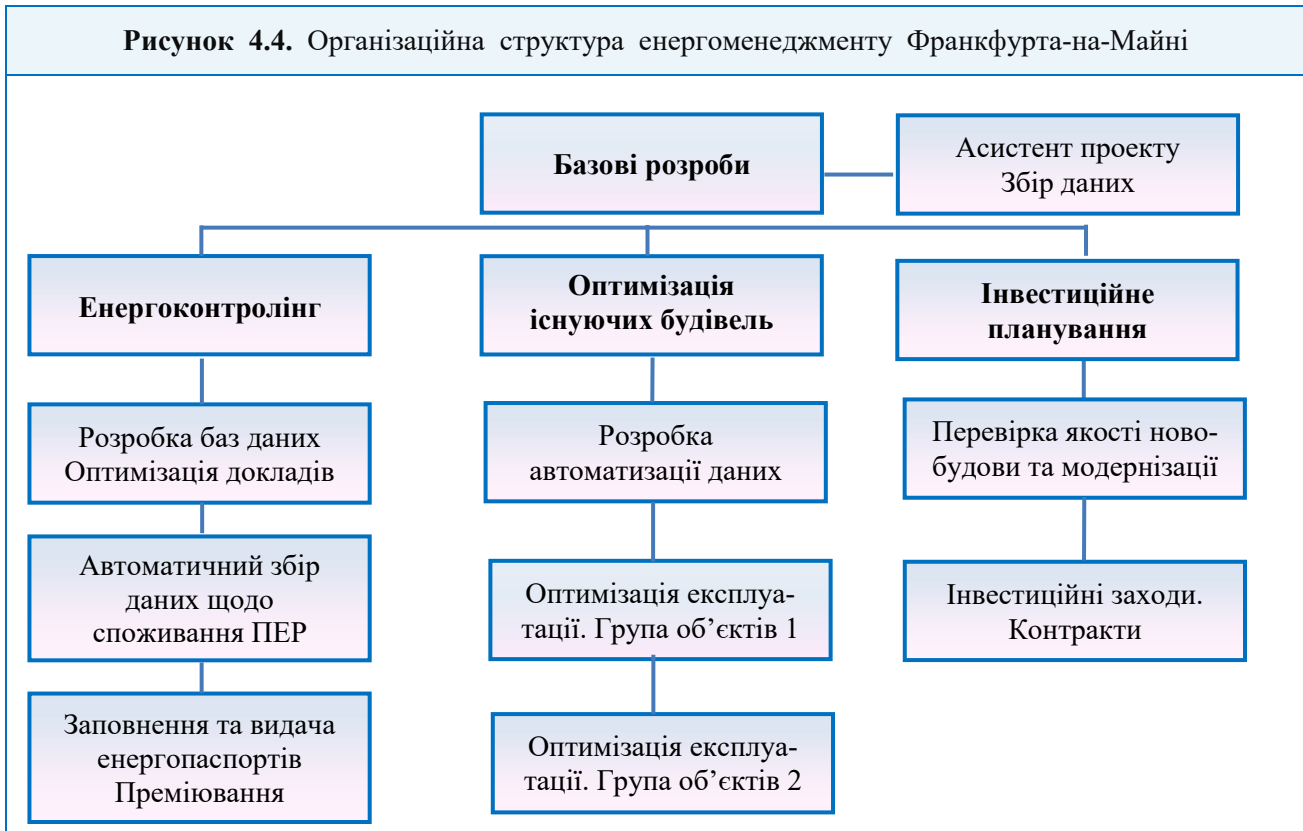 Рисунок 4.4. Організаційна структура енергоменеджменту Франкфурта-на-Майні
Базові розроби
Асистент проекту
Збір даних
Енергоконтролінг
Оптимізація
існуючих будівель
Інвестиційне
планування
Розробка баз даних
Оптимізація докладів
Розробка
автоматизації даних
Перевірка якості ново-
будови та модернізації
Автоматичний збір
даних щодо
споживання ПЕР
Оптимізація експлуа-
тації. Група об’єктів 1
Інвестиційні заходи.
Контракти
Заповнення та видача
енергопаспортів
Преміювання
Оптимізація експлуа-
тації. Група об’єктів 2